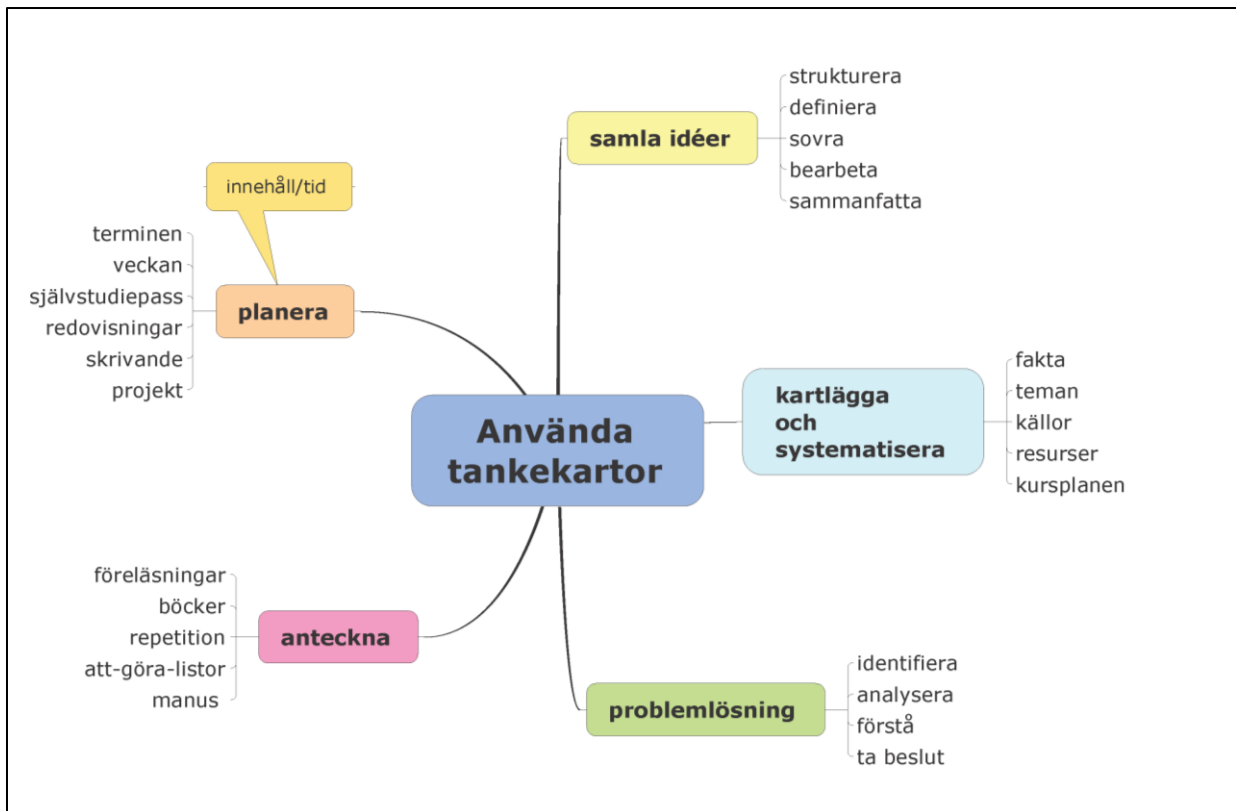 samla idéer
strukturera
definiera
sovra
bearbeta
sammanfatta
innehåll/tid
planera
terminen
veckan
självstudiepass
redovisningar
skrivande
projekt
Använda
tankekartor
kartlägga
och
systematisera
fakta
teman
källor
resurser
kursplanen
anteckna
föreläsningar
böcker
repetition
att-göra-listor
manus
problemlösning
identifiera
analysera
förstå
ta beslut